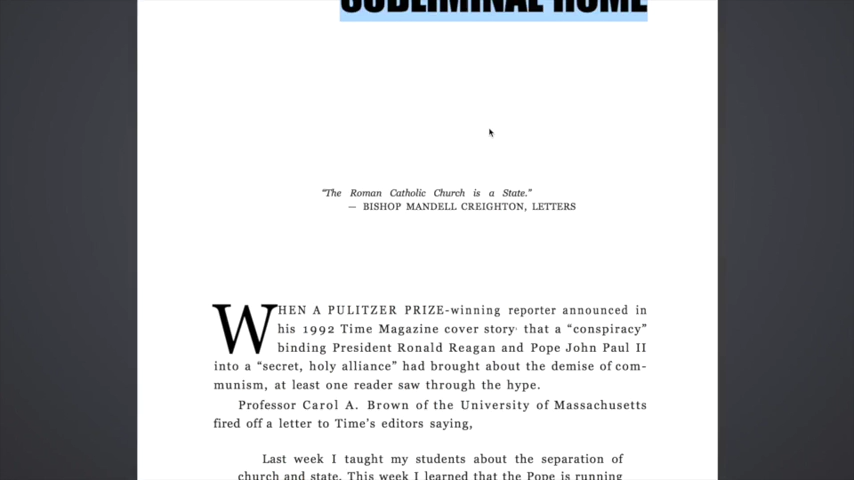 SUBLIMINAL ROME
“The Roman Catholic Church is a State.”
— BISHOP MANDELL CREIGHTON, LETTERS
WHEN A PULITZER PRIZE-winning reporter announced in
his 1992 Time Magazine cover story that a “conspiracy”
binding President Ronald Reagan and Pope John Paul II
into a “secret, holy alliance” had brought about the demise of com-
munism, at least one reader saw through the hype.
Professor Carol A. Brown of the University of Massachusetts
fired off a letter to Time’s editors saying,
Last week I taught my students about the separation of
church and state. This week I learned that the Pope is running